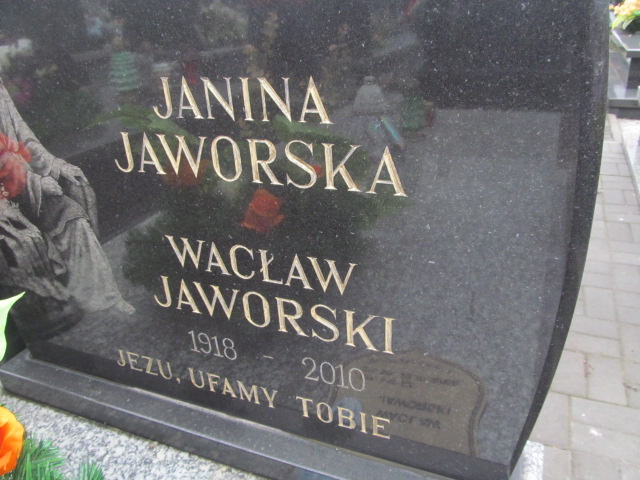 JANINA
JAWORSKA
WACŁAW
JAWORSKI
1918 - 2010
JEZU, UFAMY TOBIE